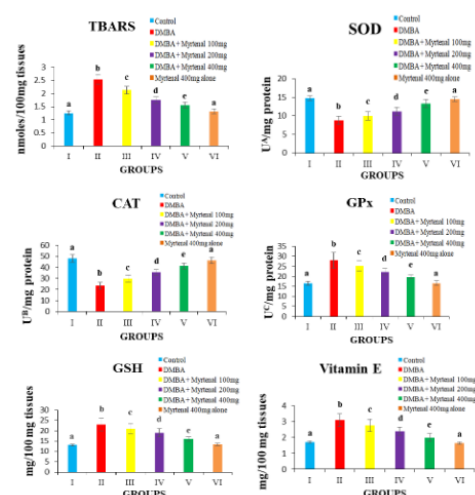 TBARS
Control
DMBA
DMBA+Myrtenal 100mg
DMBA+Myrtenal 200mg
DMBA+Myrtenal 400mg
Myrtenal 400mg alone
nmoles/100mg tissues
3
2.5
2
1.5
1
0.5
0
a b c d e a
I II III IV V VI
GROUPS
SOD
Control
DMBA
DMBA+Myrtenal 100mg
DMBA+Myrtenal 200mg
DMBA+Myrtenal 400mg
Myrtenal 400mg alone
Uᴬ/mg protein
20
15
10
5
0
a b c d e a
I II III IV V VI
GROUPS
CAT
Control
DMBA
DMBA+Myrtenal 100mg
DMBA+Myrtenal 200mg
DMBA+Myrtenal 400mg
Myrtenal 400mg alone
Uᴮ/mg protein
60
50
40
30
20
10
0
a b c d e a
I II III IV V VI
GROUPS
GPx
Control
DMBA
DMBA+Myrtenal 100mg
DMBA+Myrtenal 200mg
DMBA+Myrtenal 400mg
Myrtenal 400mg alone
Uᶜ/mg protein
35
30
25
20
15
10
5
0
a b c d e a
I II III IV V VI
GROUPS
GSH
Control
DMBA
DMBA+Myrtenal 100mg
DMBA+Myrtenal 200mg
DMBA+Myrtenal 400mg
Myrtenal 400mg alone
mg/100 mg tissues
30
20
10
0
a b c d e a
I II III IV V VI
GROUPS
Vitamin E
Control
DMBA
DMBA+Myrtenal 100mg
DMBA+Myrtenal 200mg
DMBA+Myrtenal 400mg
Myrtenal 400mg alone
mg/100 mg tissues
4
3
2
1
0
a b c d e a
I II III IV V VI
GROUPS